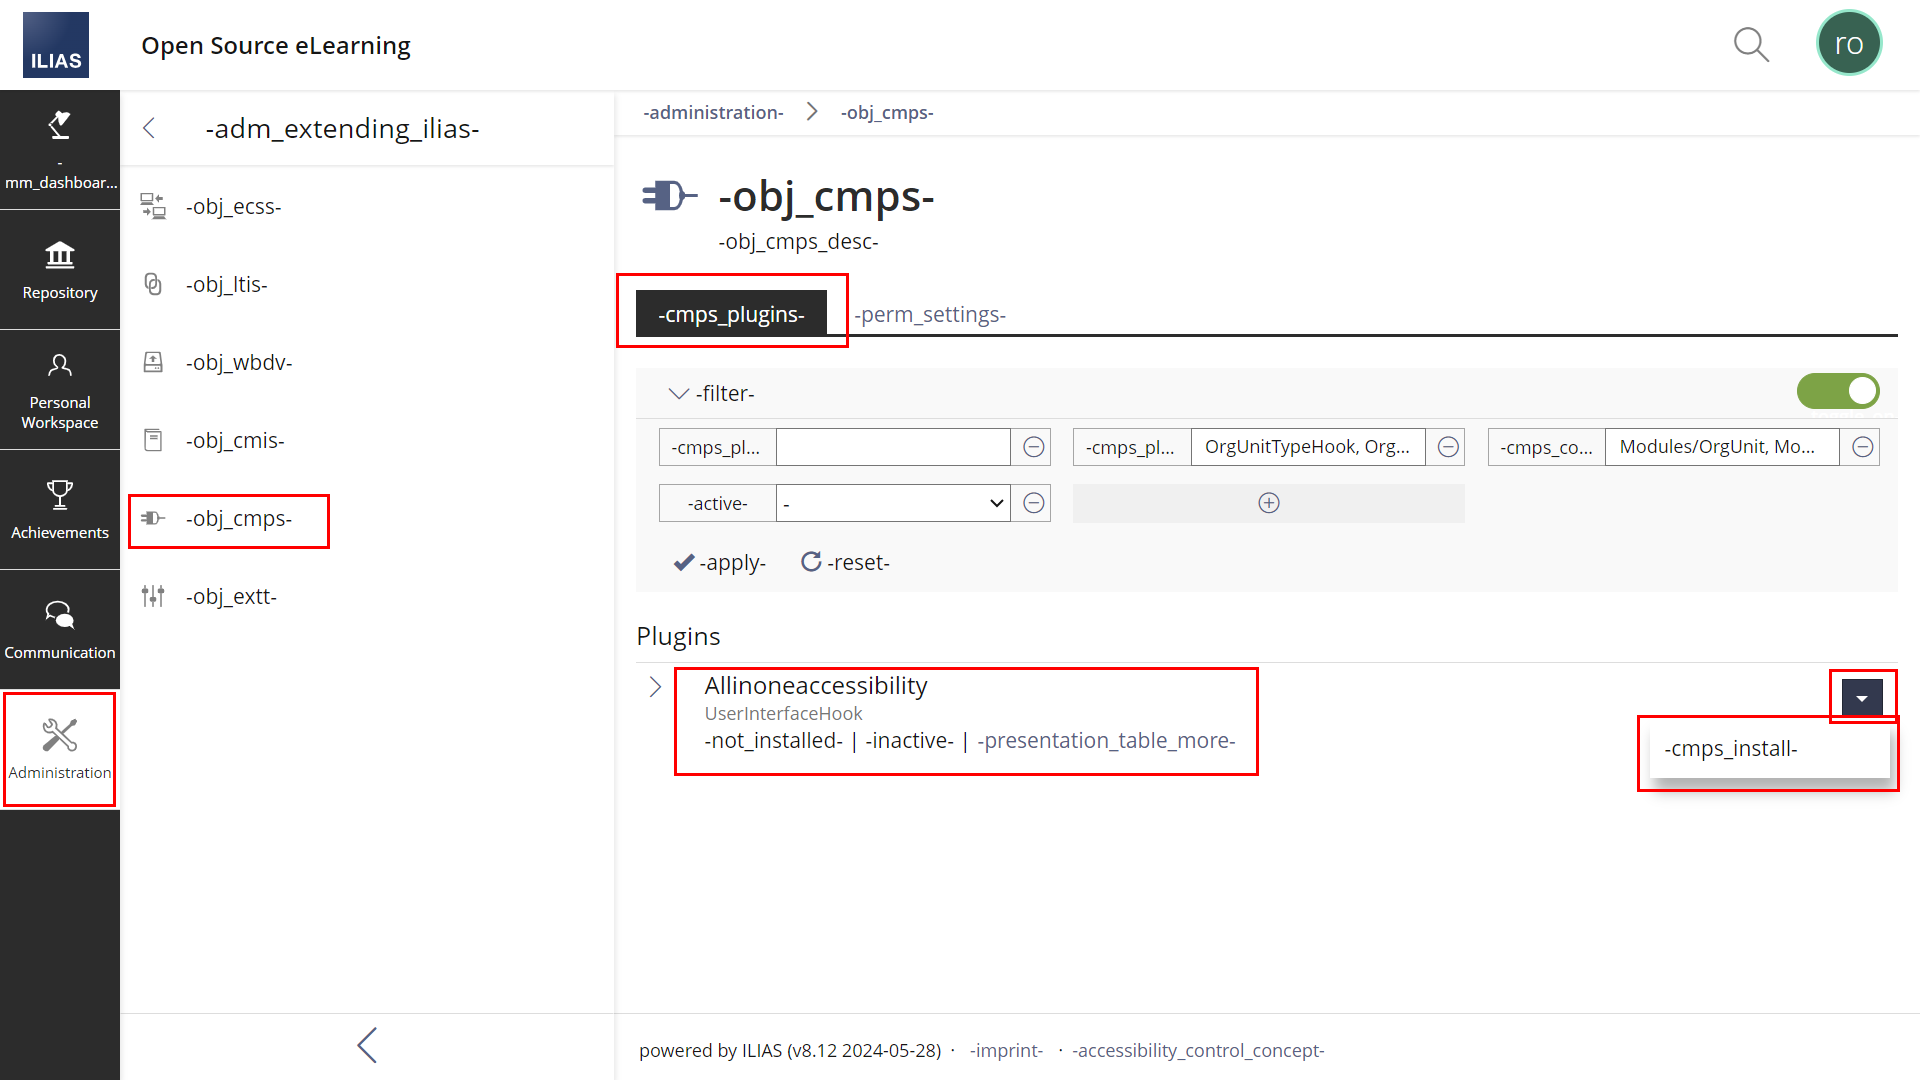 ILIAS
Open Source eLearning
ro
-
mm_dashboar...
Repository
Personal
Workspace
Achievements
Communication
Administration
-adm_extending_ilias-
-obj_ecss-
-obj_ltis-
-obj_wbdv-
-obj_cmis-
-obj_cmps-
-obj_extt-
-administration- -obj_cmps-
-obj_cmps-
-obj_cmps_desc-
-cmps_plugins- -perm_settings-
-filter-
-cmps_pl... -cmps_pl... OrgUnitTypeHook, Org... -cmps_co... Modules/OrgUnit, Mo...
-active- -
-apply- -reset-
Plugins
Allinoneaccessibility
UserInterfaceHook
-not_installed- | -inactive- | -presentation_table_more-
-cmps_install-
powered by ILIAS (v8.12 2024-05-28) · -imprint- · -accessibility_control_concept-